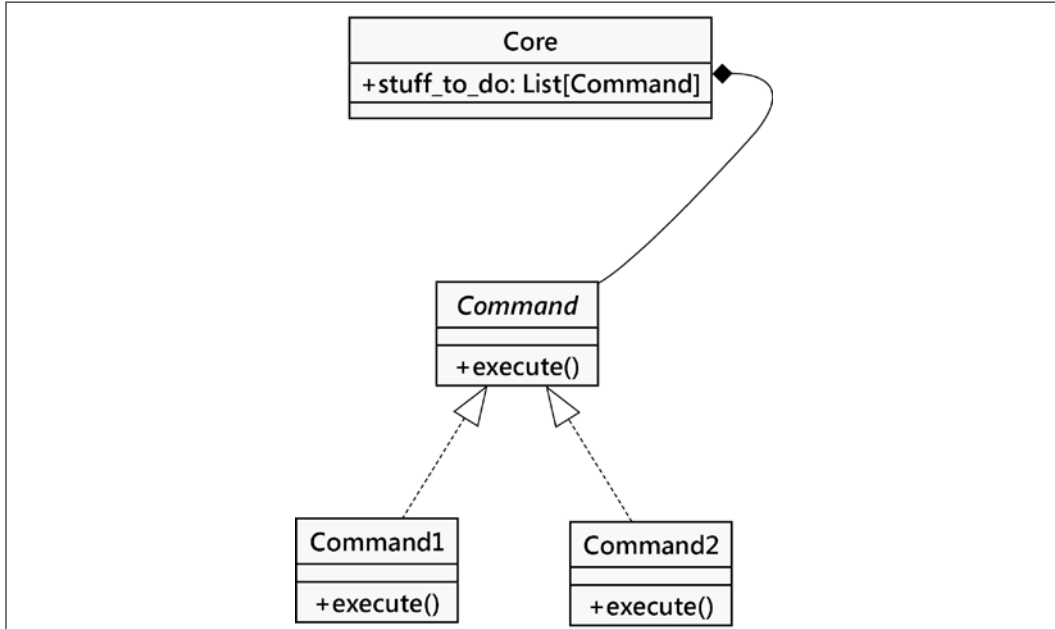 Core
+stuff_to_do: List[Command]
Command
+execute()
Command1
+execute()
Command2
+execute()